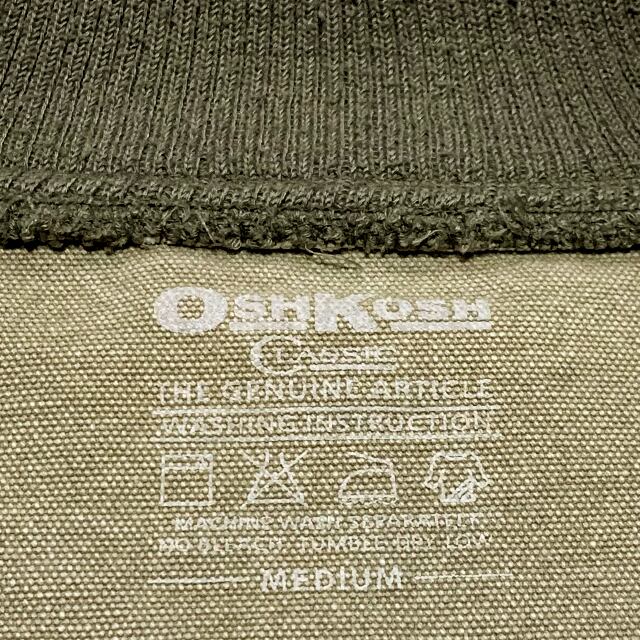 OSHKOSH
CLASSIC
THE GENUINE ARTICLE
WASHING INSTRUCTION
MACHINE WASH SEPARATELY
NO BLEACH TUMBLE DRY LOW
MEDIUM